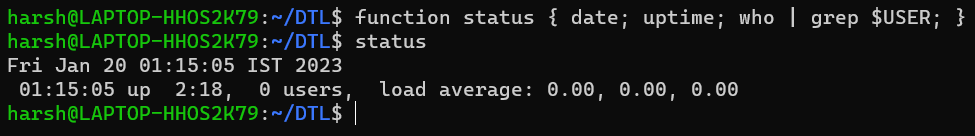 harsh@LAPTOP-HHOS2K79:~/DTL$ function status { date; uptime; who | grep $USER; }
harsh@LAPTOP-HHOS2K79:~/DTL$ status
Fri Jan 20 01:15:05 IST 2023
 01:15:05 up  2:18,  0 users,  load average: 0.00, 0.00, 0.00
harsh@LAPTOP-HHOS2K79:~/DTL$